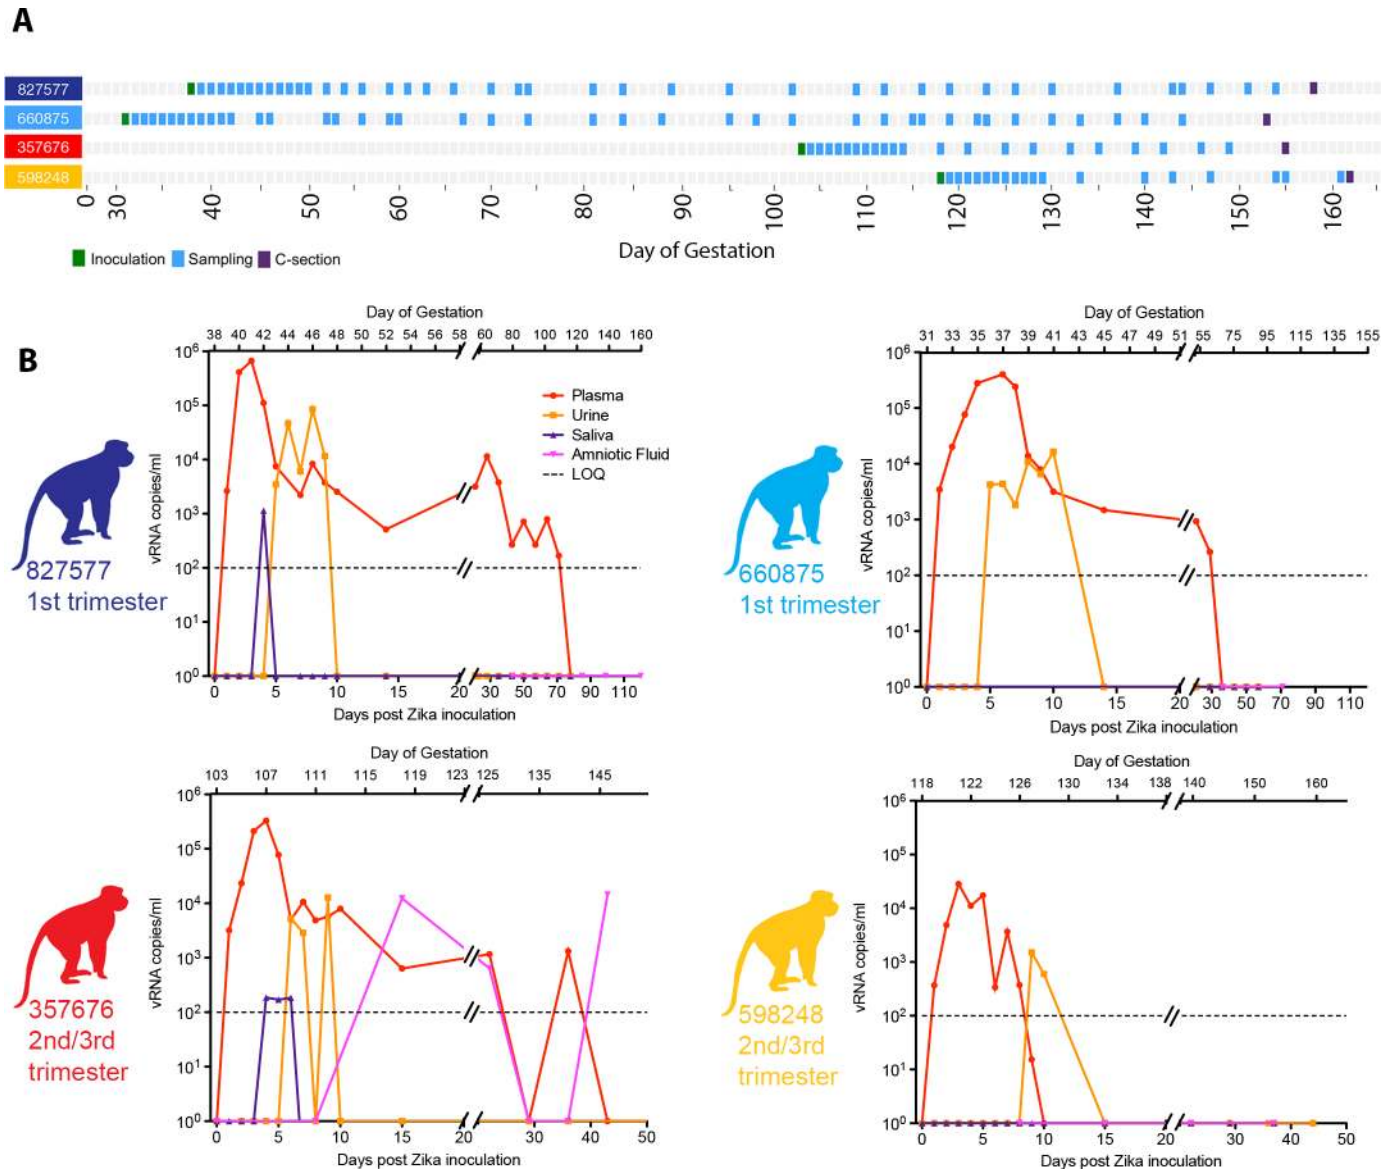 A
827577
660875
357676
598248
0 30 40 50 60 70 80 90 100 110 120 130 140 150 160
Day of Gestation
Inoculation Sampling C-section
B
Day of Gestation
38 40 42 44 46 48 50 52 54 56 58 60 80 100 120 140 160
10⁶
10⁵
10⁴
10³
10²
10¹
10⁰
vRNA copies/ml
Plasma
Urine
Saliva
Amniotic Fluid
LOQ
827577
1st trimester
0 5 10 15 20 30 50 70 90 110
Days post Zika inoculation
Day of Gestation
31 33 35 37 39 41 43 45 47 49 51 55 75 95 115 135 155
10⁶
10⁵
10⁴
10³
10²
10¹
10⁰
vRNA copies/ml
660875
1st trimester
0 5 10 15 20 30 50 70 90 110
Days post Zika inoculation
Day of Gestation
103 107 111 115 119 123 125 135 145
10⁶
10⁵
10⁴
10³
10²
10¹
10⁰
vRNA copies/ml
357676
2nd/3rd
trimester
0 5 10 15 20 30 40 50
Days post Zika inoculation
Day of Gestation
118 122 126 130 134 138 140 150 160
10⁶
10⁵
10⁴
10³
10²
10¹
10⁰
vRNA copies/ml
598248
2nd/3rd
trimester
0 5 10 15 20 30 40 50
Days post Zika inoculation